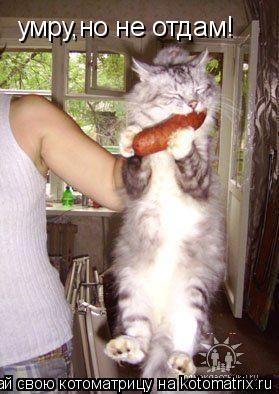 умру,но не отдам!
ай свою котоматрицу на kotomatrix.ru